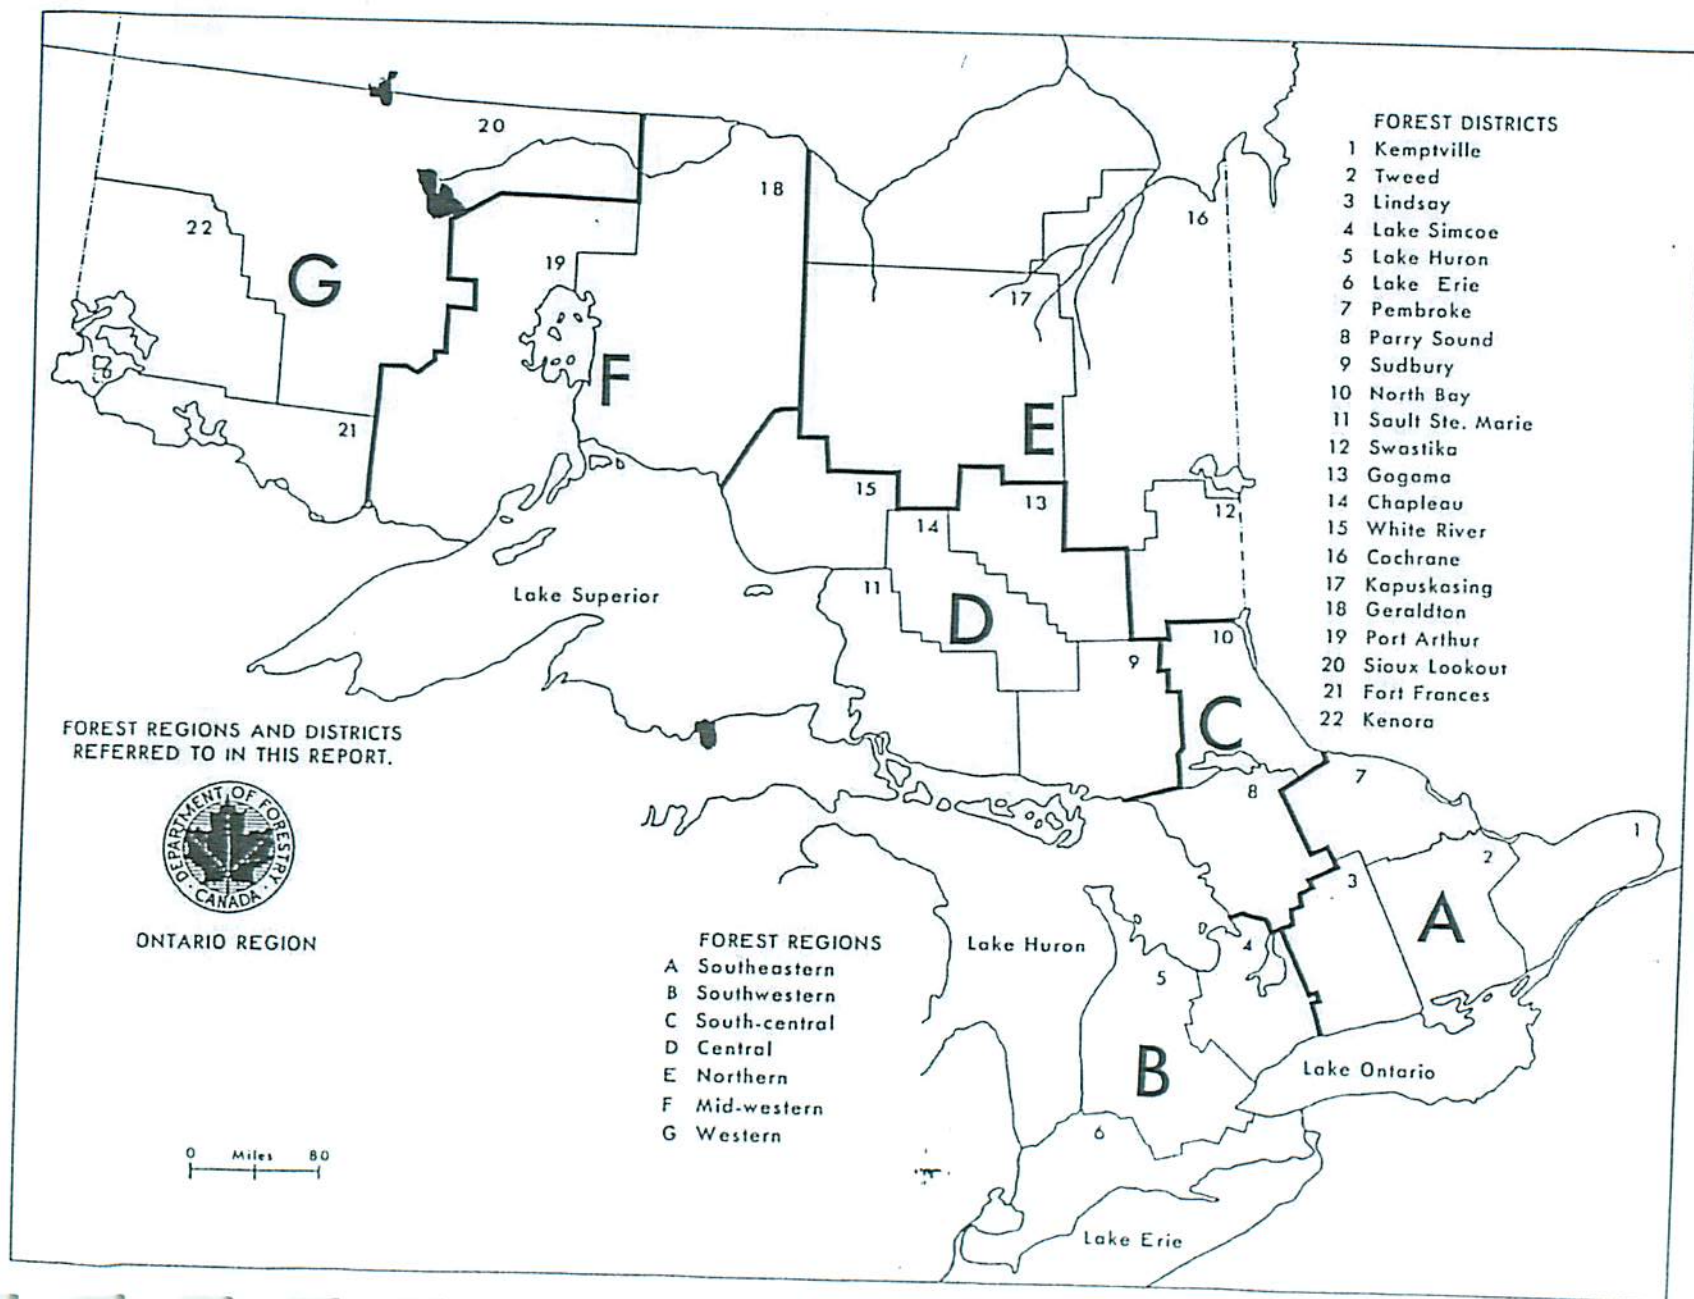 FOREST DISTRICTS
1 Kemptville
2 Tweed
3 Lindsay
4 Lake Simcoe
5 Lake Huron
6 Lake Erie
7 Pembroke
8 Parry Sound
9 Sudbury
10 North Bay
11 Sault Ste. Marie
12 Swastika
13 Gogama
14 Chapleau
15 White River
16 Cochrane
17 Kapuskasing
18 Geraldton
19 Port Arthur
20 Sioux Lookout
21 Fort Frances
22 Kenora
20
18
16
22
G
19
17
F
E
21
15
13
14
12
Lake Superior
11
D
10
9
C
7
8
1
2
3
A
4
Lake Huron
5
B
Lake Ontario
6
Lake Erie
FOREST REGIONS AND DISTRICTS
REFERRED TO IN THIS REPORT.
DEPARTMENT OF FORESTRY
· CANADA ·
ONTARIO REGION
FOREST REGIONS
A Southeastern
B Southwestern
C South-central
D Central
E Northern
F Mid-western
G Western
0 Miles 80